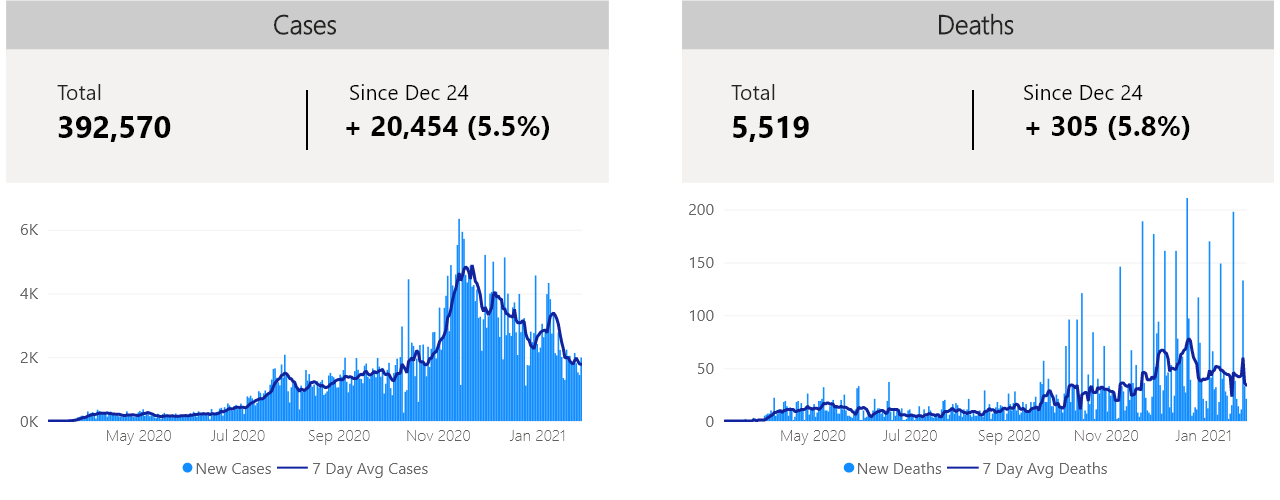 Cases
Total
392,570
Since Dec 24
+ 20,454 (5.5%)
6K
4K
2K
0K
May 2020 Jul 2020 Sep 2020 Nov 2020 Jan 2021
New Cases 7 Day Avg Cases
Deaths
Total
5,519
Since Dec 24
+ 305 (5.8%)
200
150
100
50
0
May 2020 Jul 2020 Sep 2020 Nov 2020 Jan 2021
New Deaths 7 Day Avg Deaths